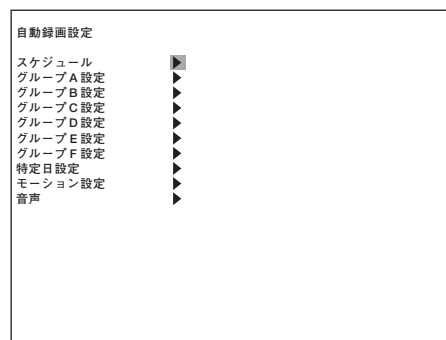 自動録画設定
スケジュール ▶
グループA設定 ▶
グループB設定 ▶
グループC設定 ▶
グループD設定 ▶
グループE設定 ▶
グループF設定 ▶
特定日設定 ▶
モーション設定 ▶
音声 ▶